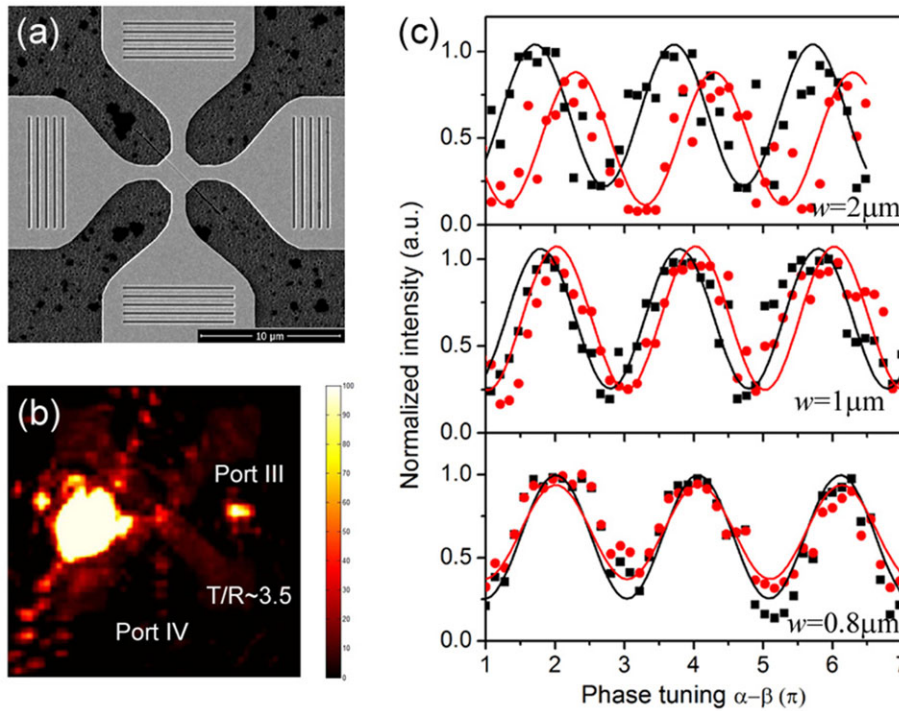 (a)
10 μm
(b)
Port III
T/R~3.5
Port IV
100
90
80
70
60
50
40
30
20
10
0
(c)
Normalized intensity (a.u.)
1.0
0.5
0.0
w=2μm
1.0
0.5
0.0
w=1μm
1.0
0.5
0.0
w=0.8μm
1 2 3 4 5 6 7
Phase tuning α−β (π)